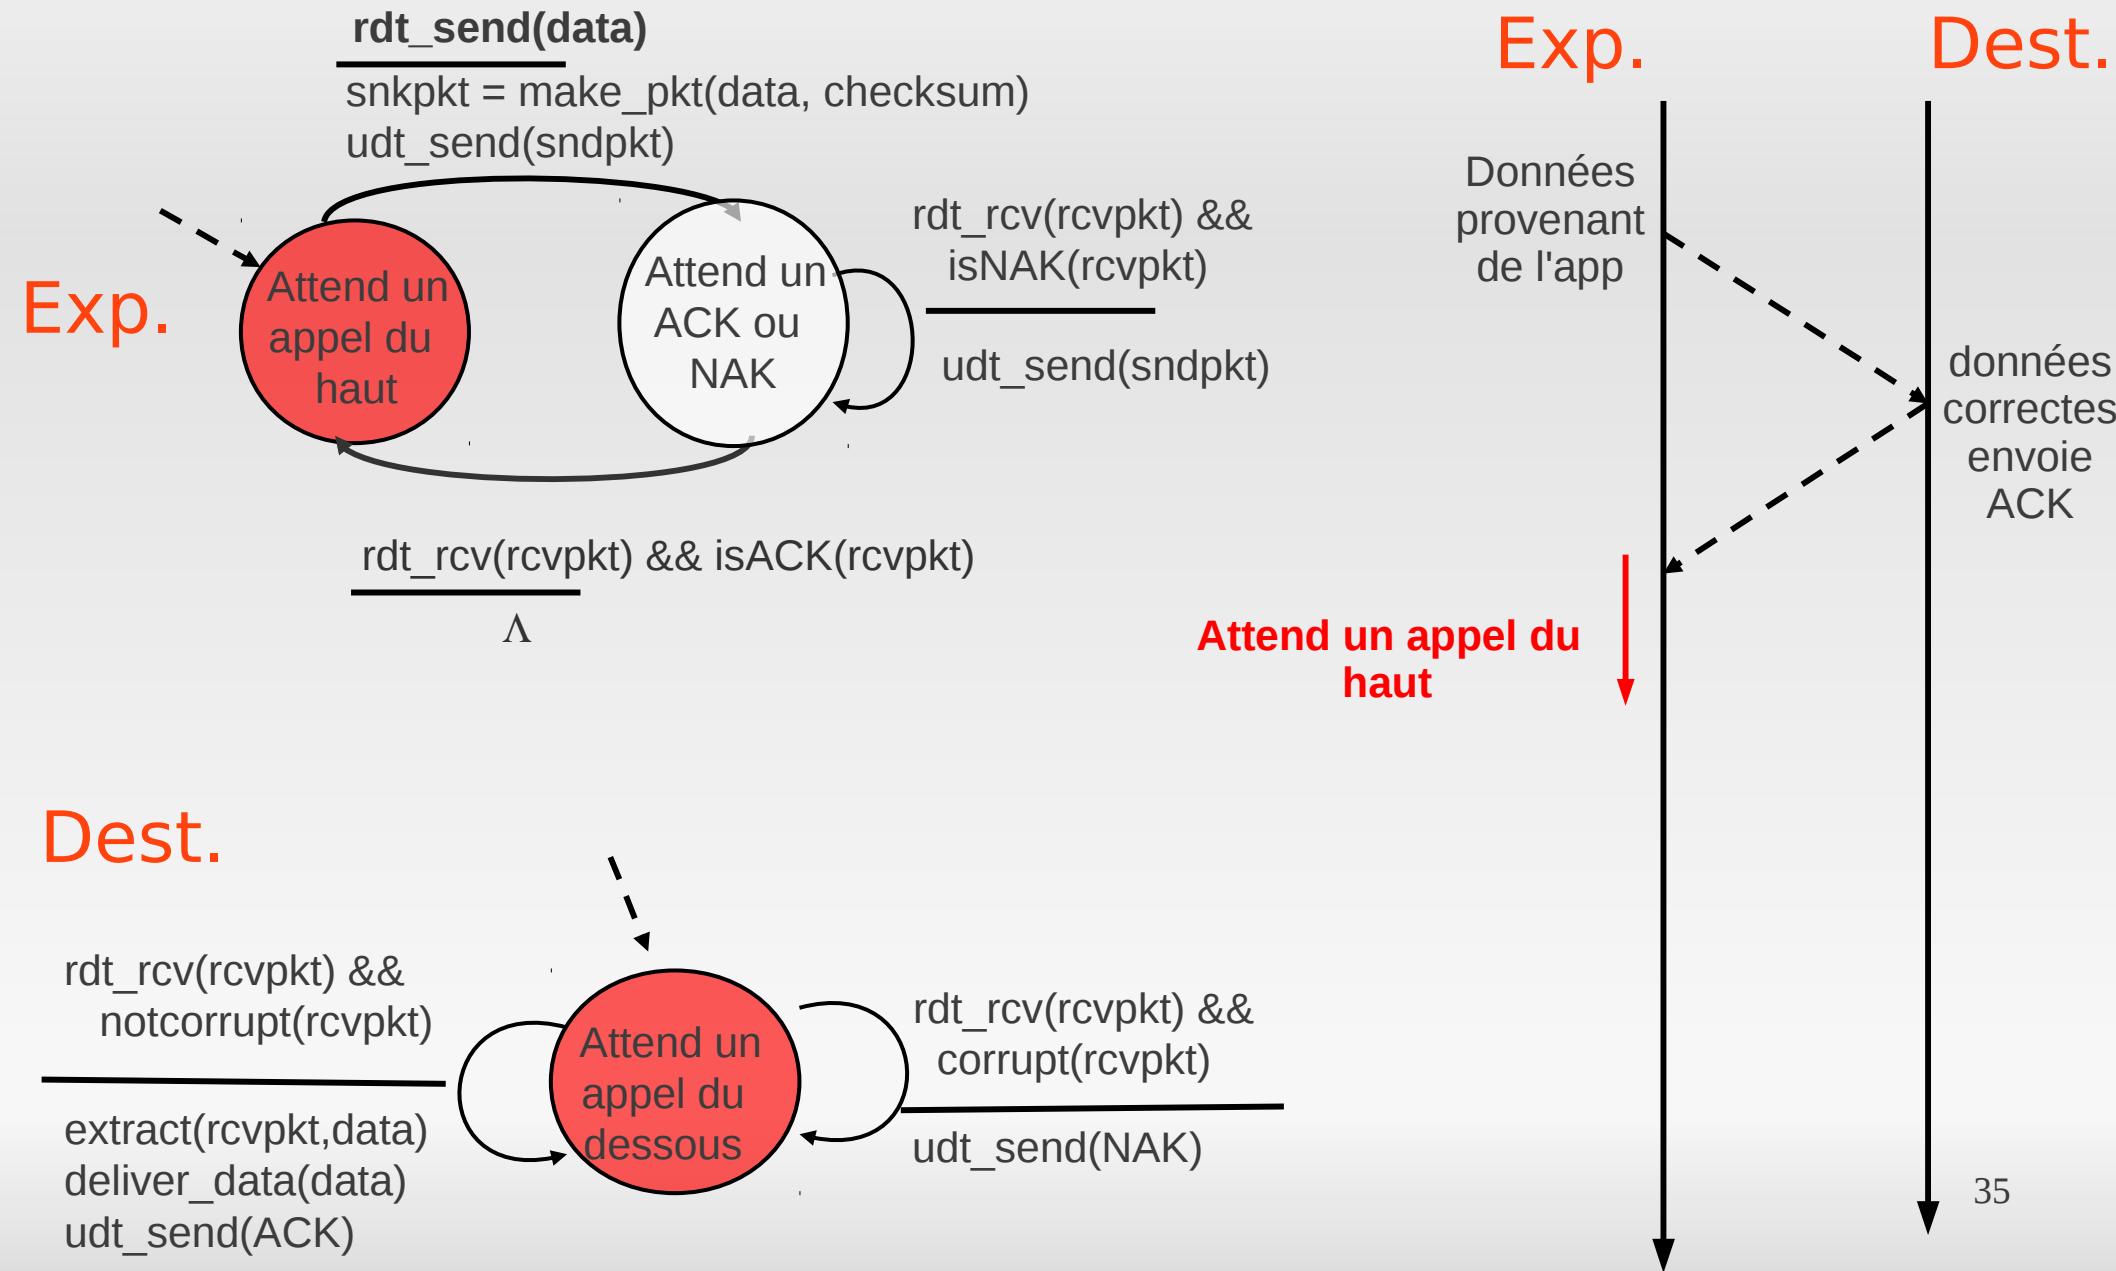 rdt_send(data)
snkpkt = make_pkt(data, checksum)
udt_send(sndpkt)
Exp.
Attend un
appel du
haut
Attend un
ACK ou
NAK
rdt_rcv(rcvpkt) &&
isNAK(rcvpkt)
udt_send(sndpkt)
rdt_rcv(rcvpkt) && isACK(rcvpkt)
Λ
Exp.
Dest.
Données
provenant
de l'app
données
correctes
envoie
ACK
Attend un appel du
haut
Dest.
rdt_rcv(rcvpkt) &&
notcorrupt(rcvpkt)
extract(rcvpkt,data)
deliver_data(data)
udt_send(ACK)
Attend un
appel du
dessous
rdt_rcv(rcvpkt) &&
corrupt(rcvpkt)
udt_send(NAK)
35